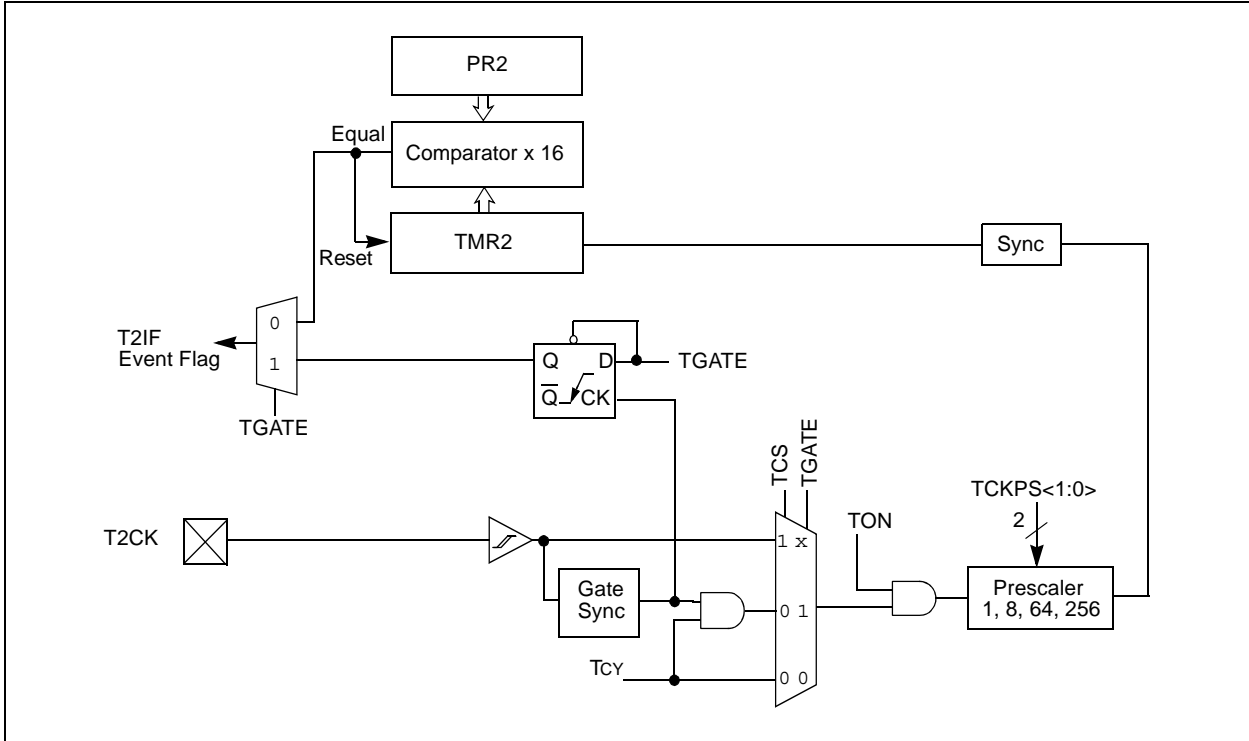 PR2
Equal
Comparator x 16
TMR2
Reset
Sync
T2IF
Event Flag
0
1
TGATE
Q
D
Q̅
CK
TGATE
TCS
TGATE
TCKPS<1:0>
2
TON
T2CK
1 x
Gate
Sync
0 1
Prescaler
1, 8, 64, 256
TCY
0 0